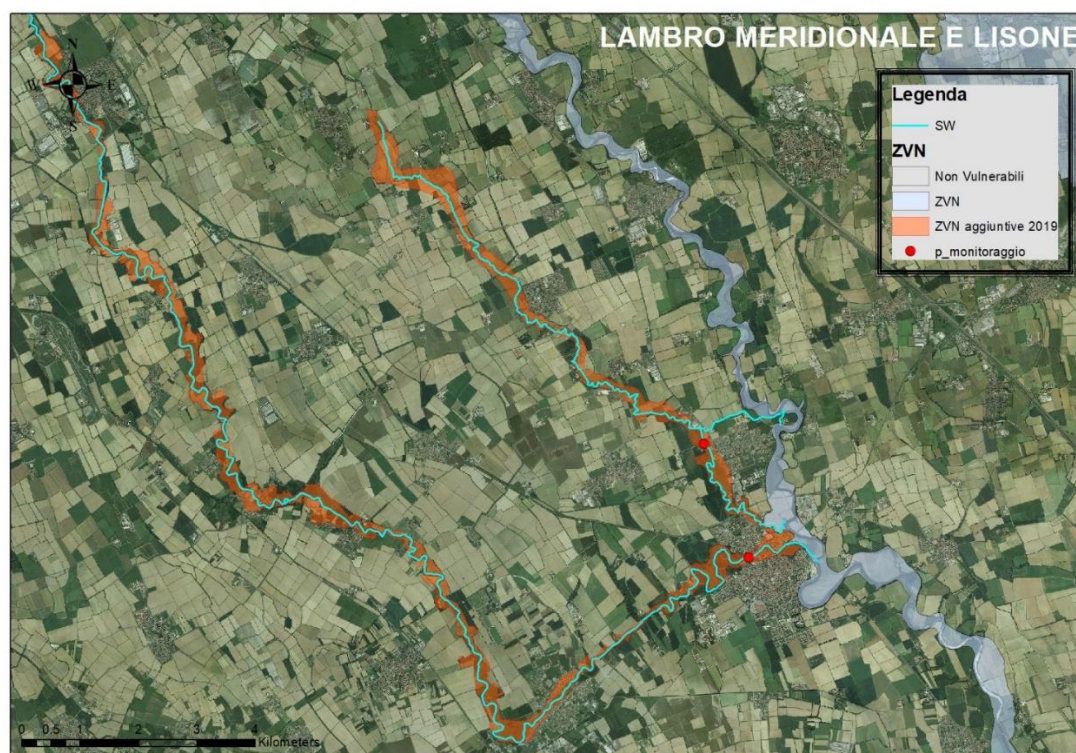 LAMBRO MERIDIONALE E LISONE
N
W E
S
Legenda
SW
ZVN
Non Vulnerabili
ZVN
ZVN aggiuntive 2019
p_monitoraggio
0 0.5 1 2 3 4
Kilometers